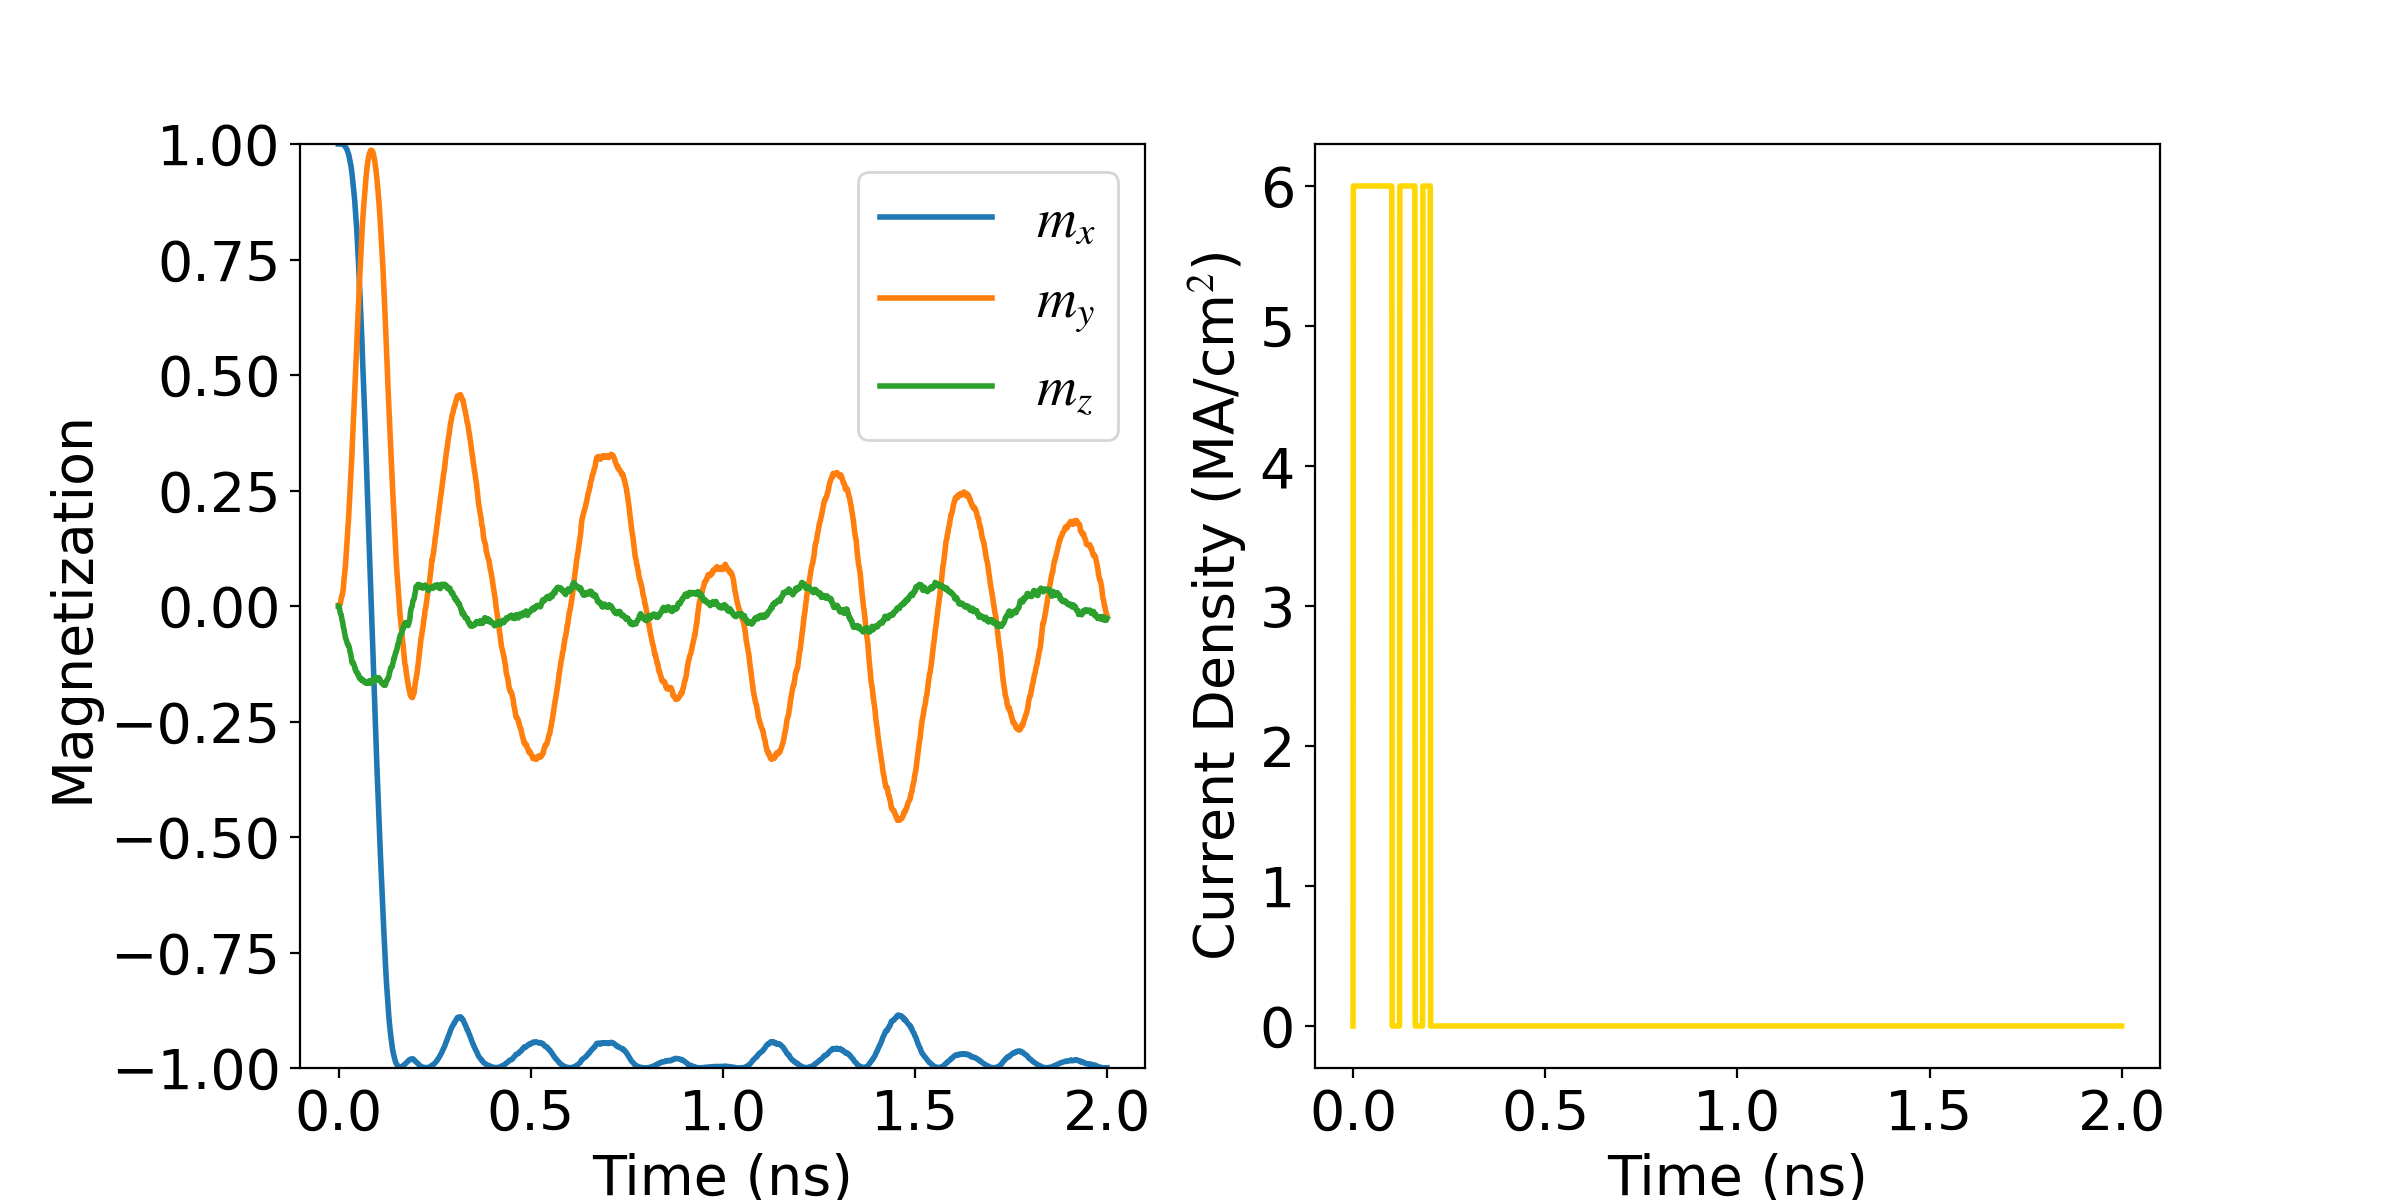 1.00
0.75
0.50
0.25
0.00
−0.25
−0.50
−0.75
−1.00
Magnetization
0.0 0.5 1.0 1.5 2.0
Time (ns)
mₓ
m_y
m_z
6
5
4
3
2
1
0
Current Density (MA/cm²)
0.0 0.5 1.0 1.5 2.0
Time (ns)